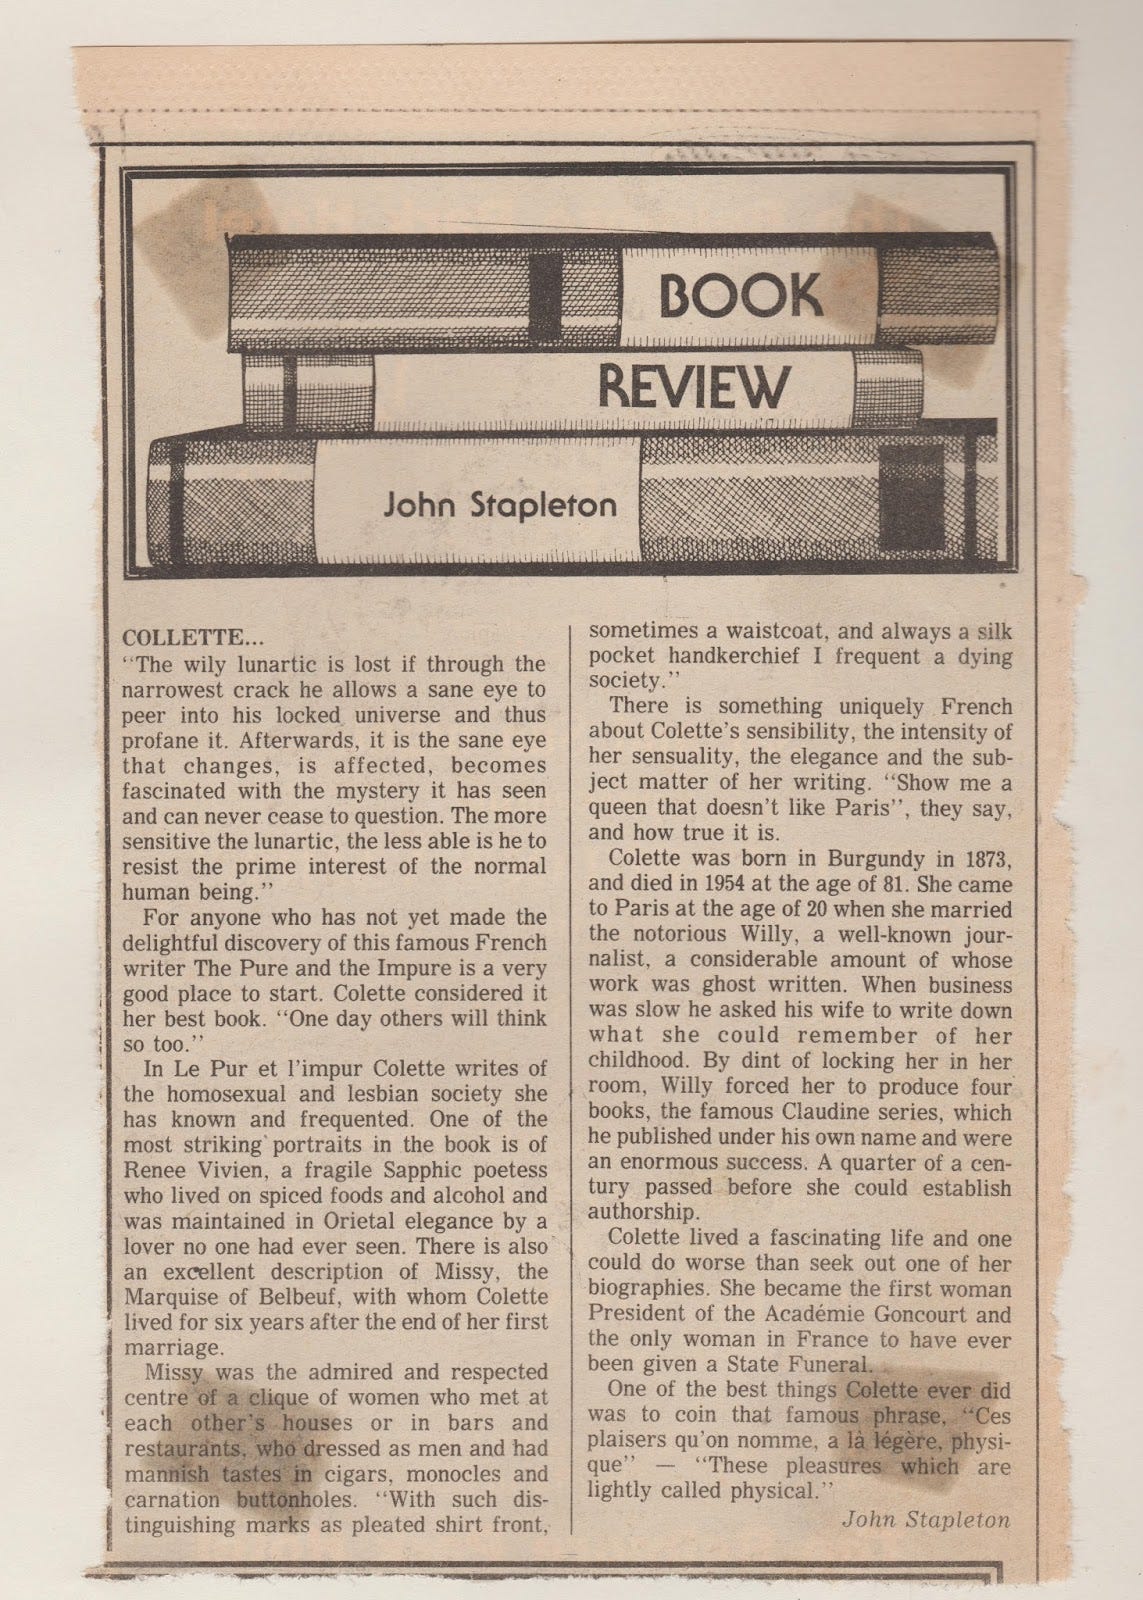 BOOK
REVIEW
John Stapleton
COLLETTE...
"The wily lunartic is lost if through the
narrowest crack he allows a sane eye to
peer into his locked universe and thus
profane it. Afterwards, it is the sane eye
that changes, is affected, becomes
fascinated with the mystery it has seen
and can never cease to question. The more
sensitive the lunartic, the less able is he to
resist the prime interest of the normal
human being."
For anyone who has not yet made the
delightful discovery of this famous French
writer The Pure and the Impure is a very
good place to start. Colette considered it
her best book. "One day others will think
so too."
In Le Pur et l'impur Colette writes of
the homosexual and lesbian society she
has known and frequented. One of the
most striking portraits in the book is of
Renee Vivien, a fragile Sapphic poetess
who lived on spiced foods and alcohol and
was maintained in Orietal elegance by a
lover no one had ever seen. There is also
an excellent description of Missy, the
Marquise of Belbeuf, with whom Colette
lived for six years after the end of her first
marriage.
Missy was the admired and respected
centre of a clique of women who met at
each other's houses or in bars and
restaurants, who dressed as men and had
mannish tastes in cigars, monocles and
carnation buttonholes. "With such dis-
tinguishing marks as pleated shirt front,
sometimes a waistcoat, and always a silk
pocket handkerchief I frequent a dying
society."
There is something uniquely French
about Colette's sensibility, the intensity of
her sensuality, the elegance and the sub-
ject matter of her writing. "Show me a
queen that doesn't like Paris", they say,
and how true it is.
Colette was born in Burgundy in 1873,
and died in 1954 at the age of 81. She came
to Paris at the age of 20 when she married
the notorious Willy, a well-known jour-
nalist, a considerable amount of whose
work was ghost written. When business
was slow he asked his wife to write down
what she could remember of her
childhood. By dint of locking her in her
room, Willy forced her to produce four
books, the famous Claudine series, which
he published under his own name and were
an enormous success. A quarter of a cen-
tury passed before she could establish
authorship.
Colette lived a fascinating life and one
could do worse than seek out one of her
biographies. She became the first woman
President of the Académie Goncourt and
the only woman in France to have ever
been given a State Funeral.
One of the best things Colette ever did
was to coin that famous phrase, "Ces
plaisers qu'on nomme, a là légère, physi-
que" — "These pleasures which are
lightly called physical."
John Stapleton